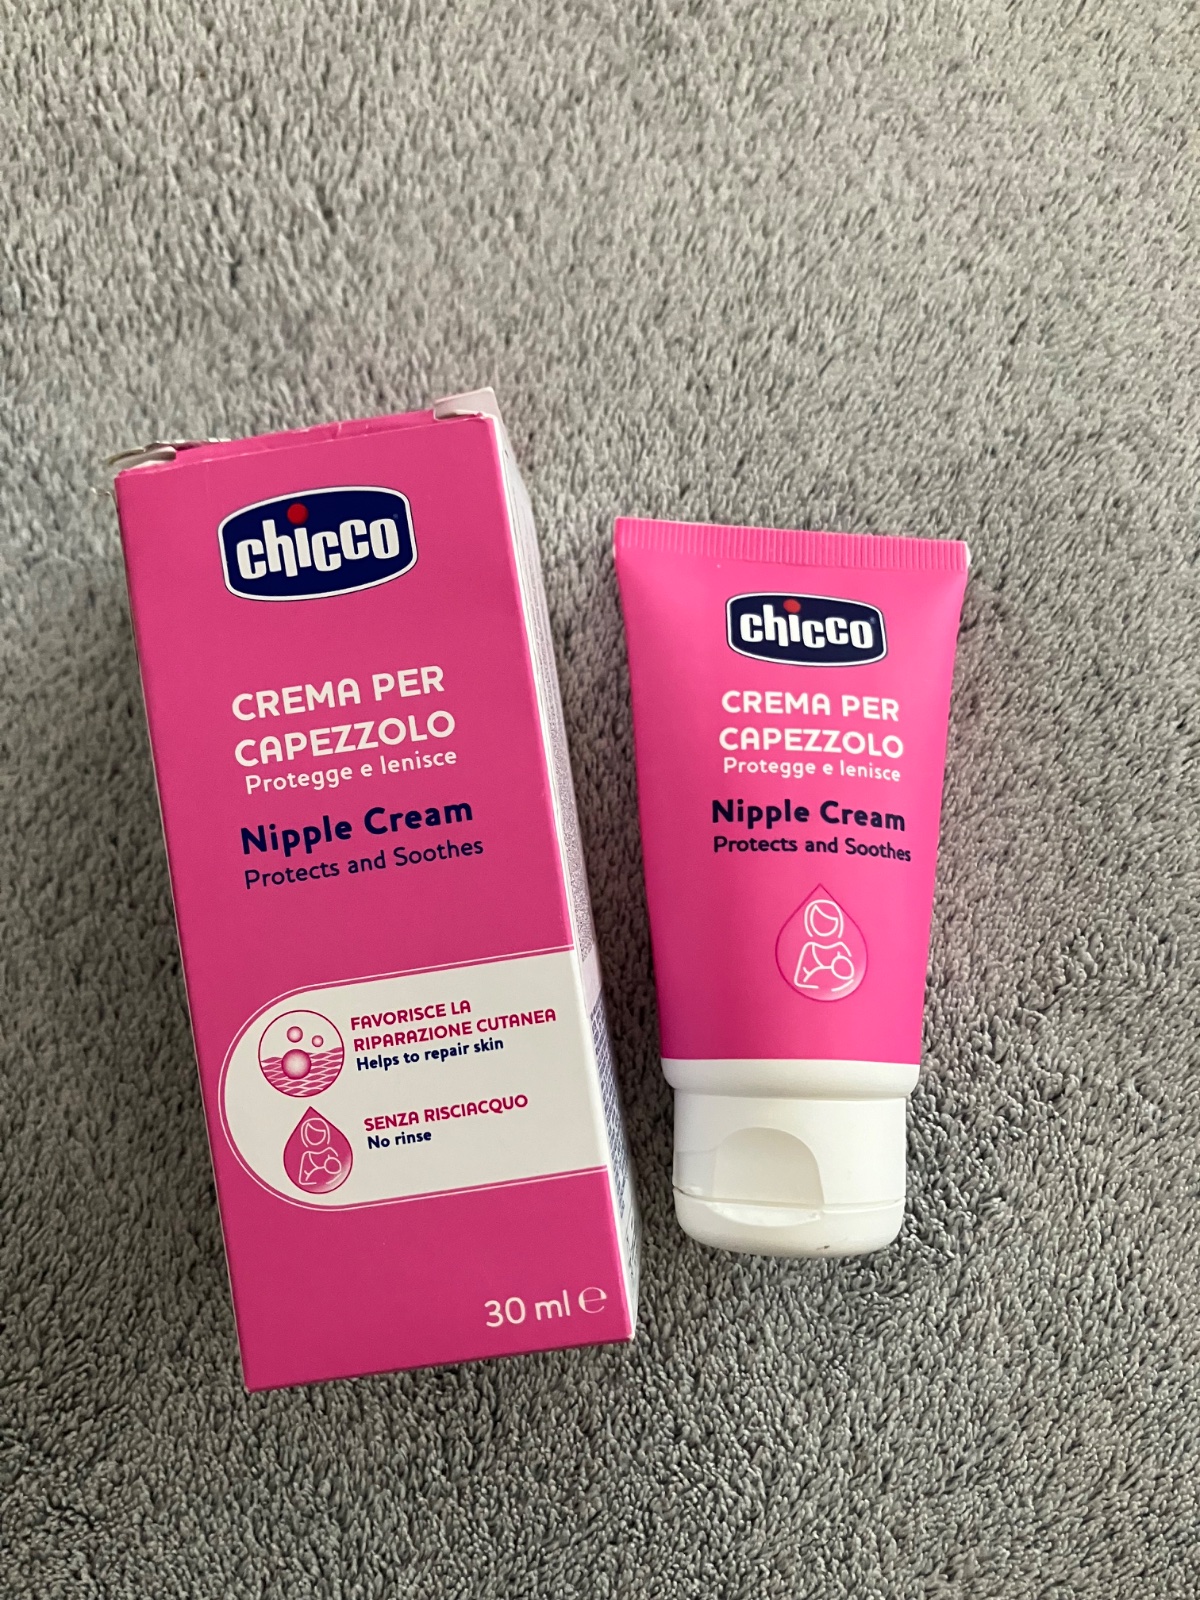 chicco
CREMA PER
CAPEZZOLO
Protegge e lenisce
Nipple Cream
Protects and Soothes
FAVORISCE LA
RIPARAZIONE CUTANEA
Helps to repair skin
SENZA RISCIACQUO
No rinse
30 ml ℮
chicco
CREMA PER
CAPEZZOLO
Protegge e lenisce
Nipple Cream
Protects and Soothes